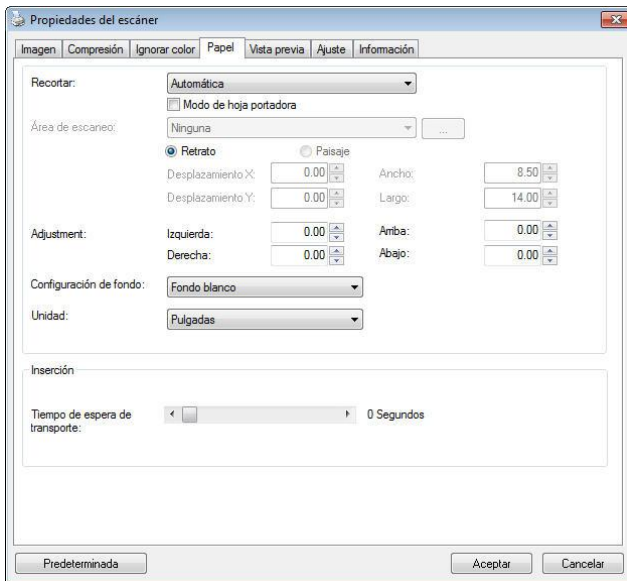 Propiedades del escáner
Imagen Compresión Ignorar color Papel Vista previa Ajuste Información
Recortar: Automática
Modo de hoja portadora
Área de escaneo: Ninguna ...
Retrato Paisaje
Desplazamiento X: 0.00 Ancho: 8.50
Desplazamiento Y: 0.00 Largo: 14.00
Adjustment: Izquierda: 0.00 Arriba: 0.00
Derecha: 0.00 Abajo: 0.00
Configuración de fondo: Fondo blanco
Unidad: Pulgadas
Inserción
Tiempo de espera de transporte: 0 Segundos
Predeterminada Aceptar Cancelar